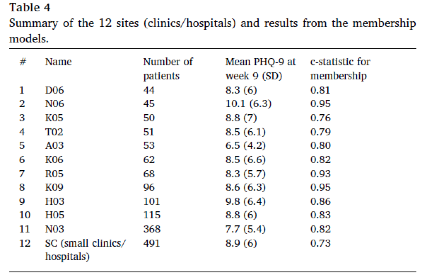 Table 4
Summary of the 12 sites (clinics/hospitals) and results from the membership
models.
# Name Number of patients Mean PHQ-9 at week 9 (SD) c-statistic for membership
1 D06 44 8.3 (6) 0.81
2 N06 45 10.1 (6.3) 0.95
3 K05 50 8.8 (7) 0.76
4 T02 51 8.5 (6.1) 0.79
5 A03 53 6.5 (4.2) 0.80
6 K06 62 8.5 (6.6) 0.82
7 R05 68 8.3 (5.7) 0.93
8 K09 96 8.6 (6.3) 0.95
9 H03 101 9.8 (6.4) 0.86
10 H05 115 8.8 (6) 0.83
11 N03 368 7.7 (5.4) 0.82
12 SC (small clinics/ hospitals) 491 8.9 (6) 0.73